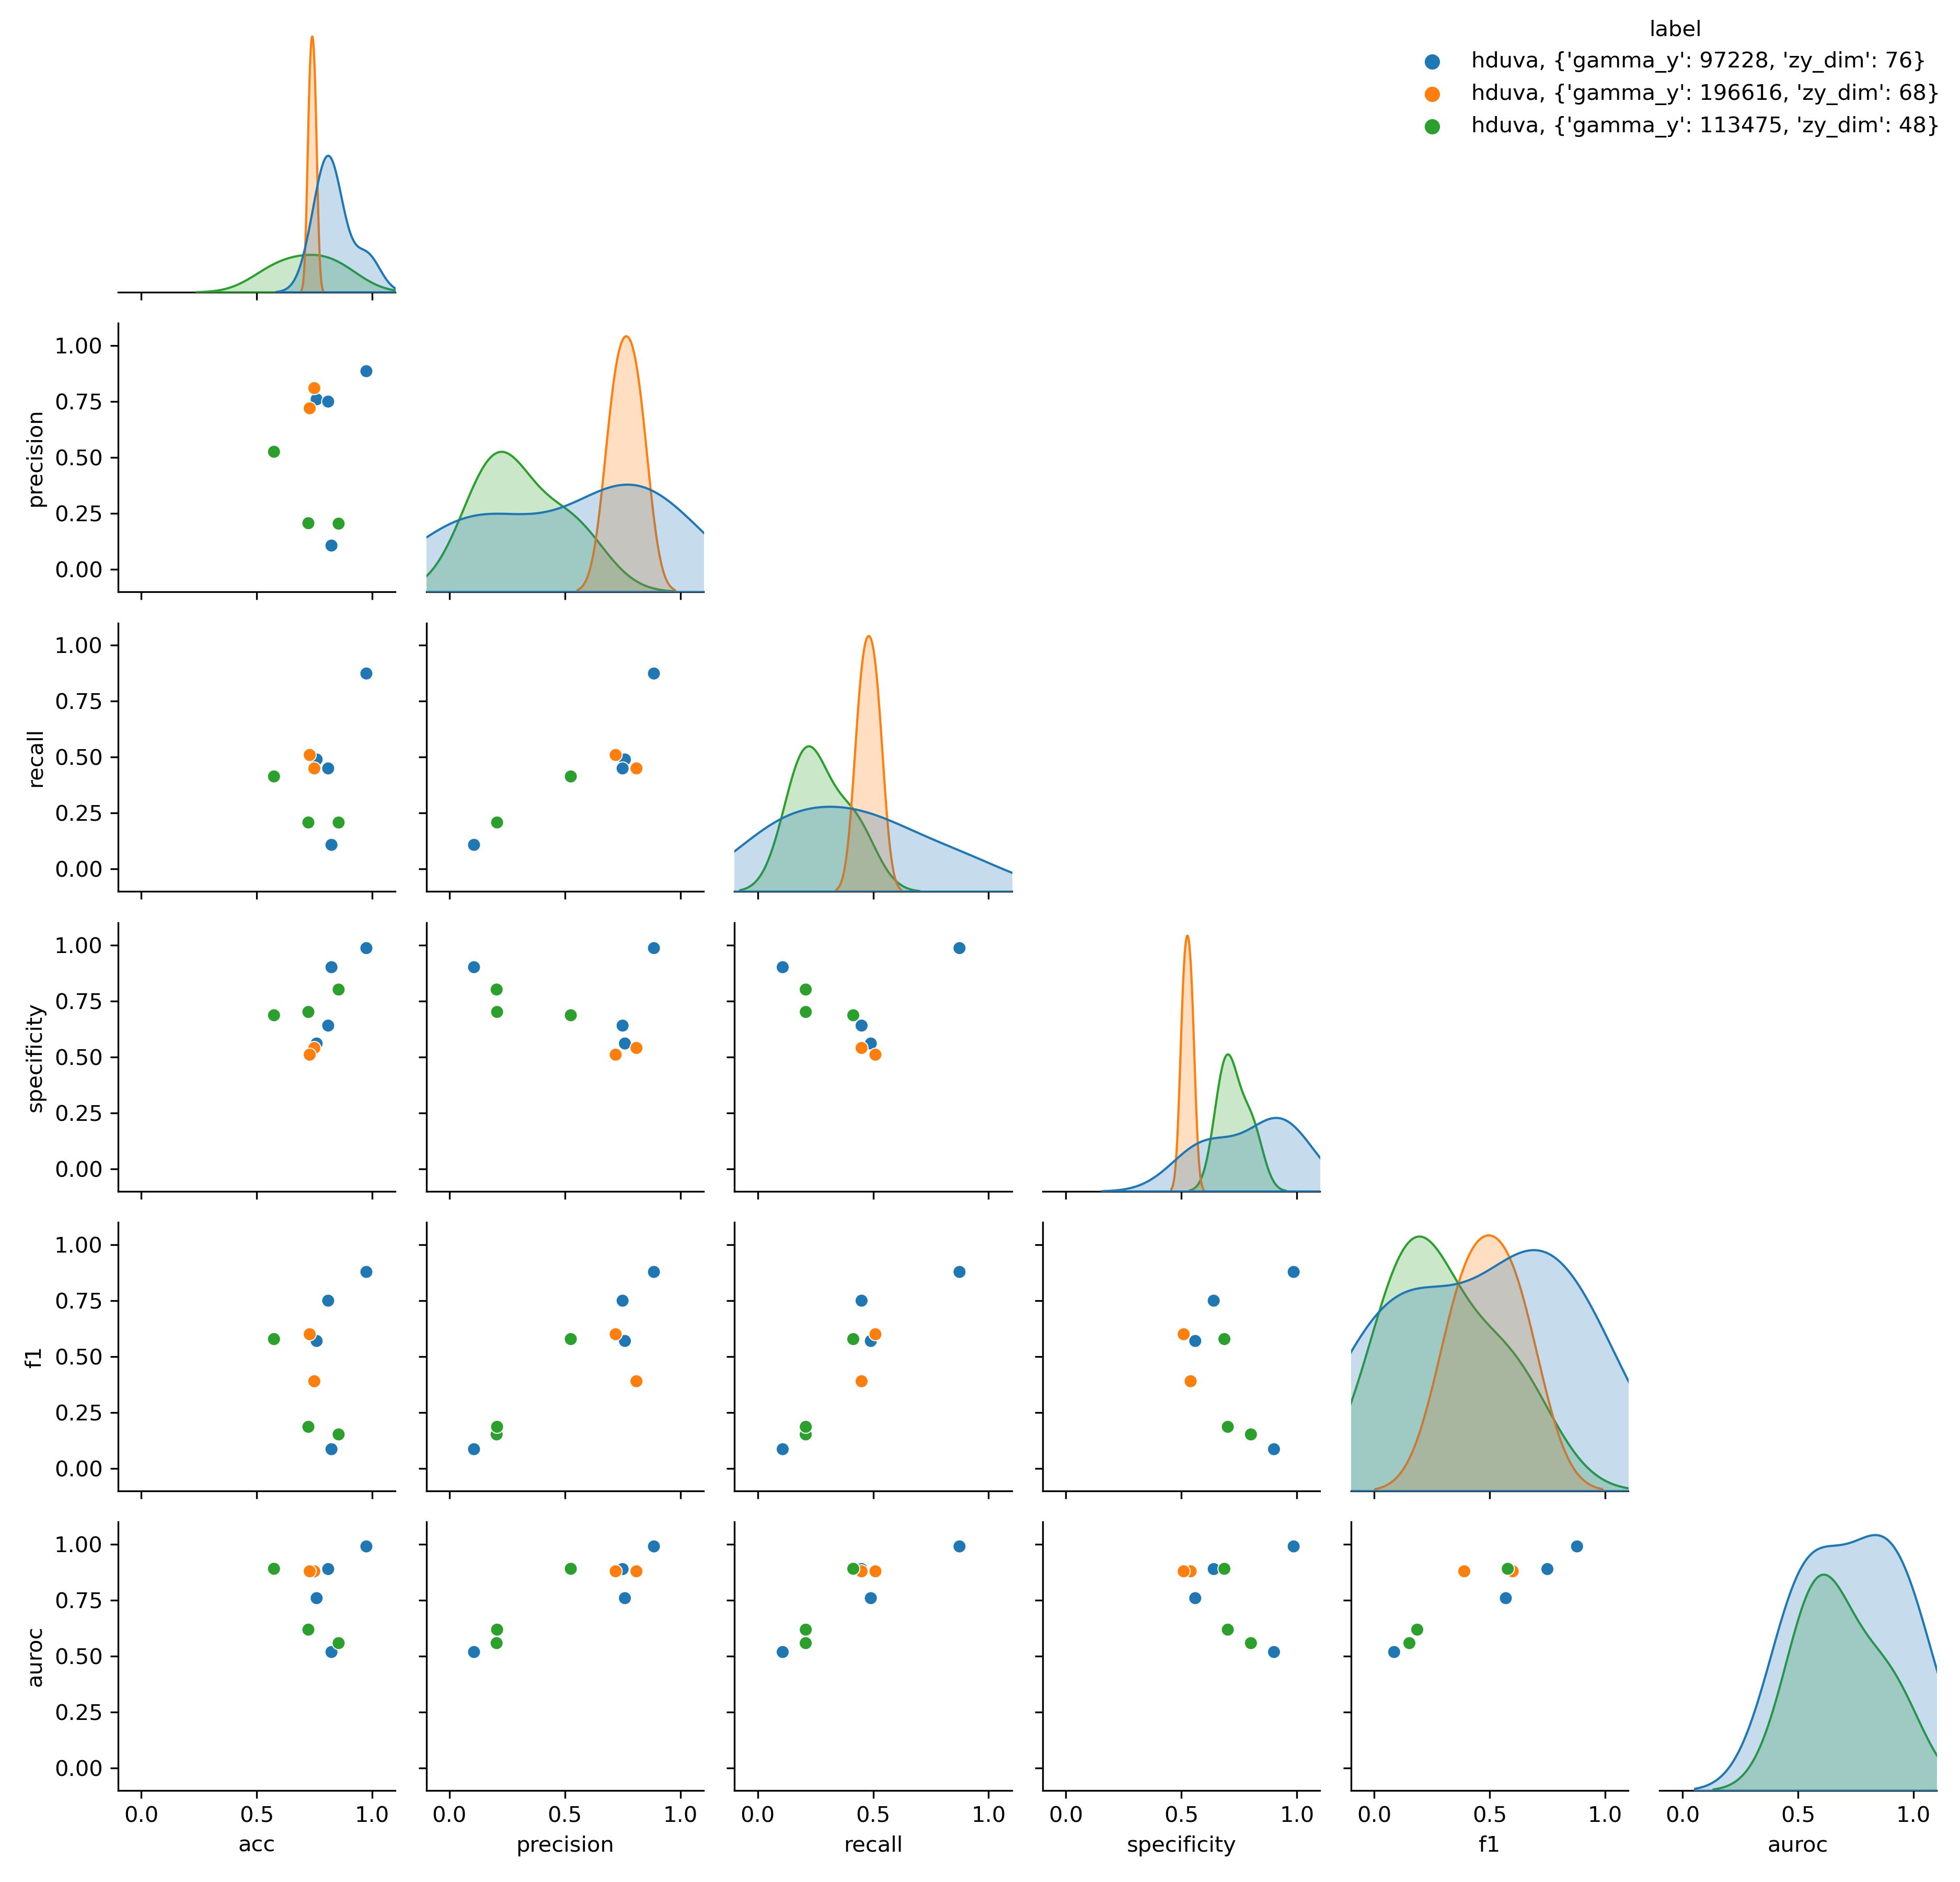 label
hduva, {'gamma_y': 97228, 'zy_dim': 76}
hduva, {'gamma_y': 196616, 'zy_dim': 68}
hduva, {'gamma_y': 113475, 'zy_dim': 48}
1.00
0.75
0.50
0.25
0.00
precision
1.00
0.75
0.50
0.25
0.00
recall
1.00
0.75
0.50
0.25
0.00
specificity
1.00
0.75
0.50
0.25
0.00
f1
1.00
0.75
0.50
0.25
0.00
auroc
0.0 0.5 1.0 0.0 0.5 1.0 0.0 0.5 1.0 0.0 0.5 1.0 0.0 0.5 1.0 0.0 0.5 1.0
acc precision recall specificity f1 auroc